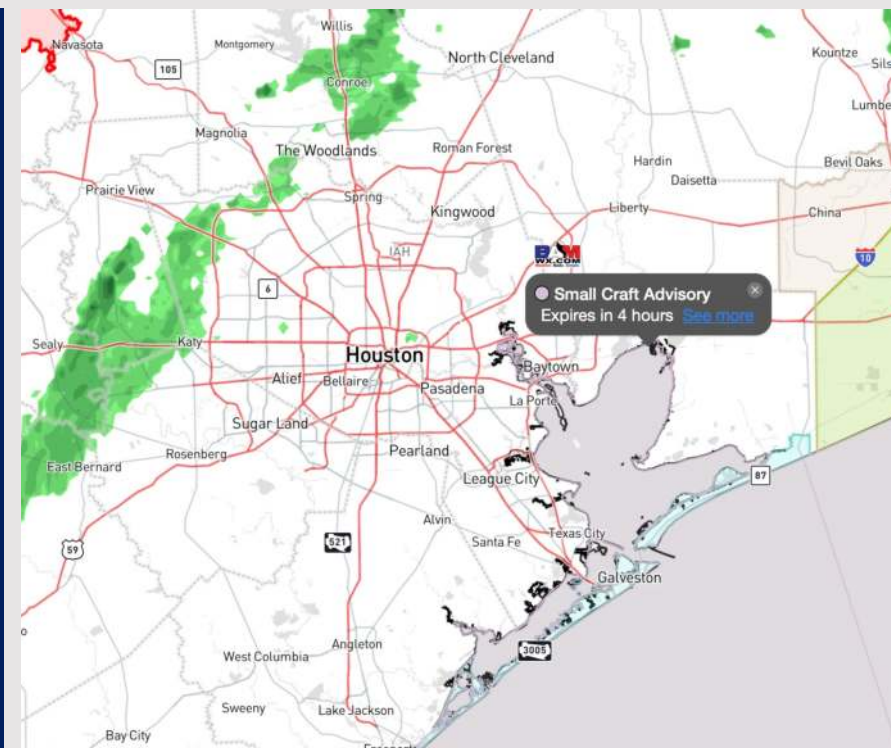 Willis
Navasota
Montgomery
105
North Cleveland
Kountze
Conroe
Magnolia
The Woodlands
Roman Forest
Hardin
Bevil Oaks
Daisetta
Prairie View
Spring
Kingwood
Liberty
China
IAH
BAM
WX.COM
10
6
Small Craft Advisory
Expires in 4 hours See more
Sealy
Katy
Houston
Baytown
Alief
Bellaire
Pasadena
La Porte
Sugar Land
Rosenberg
Pearland
East Bernard
League City
87
Alvin
521
Santa Fe
Texas City
59
Galveston
Angleton
3005
West Columbia
Sweeny
Lake Jackson
Bay City